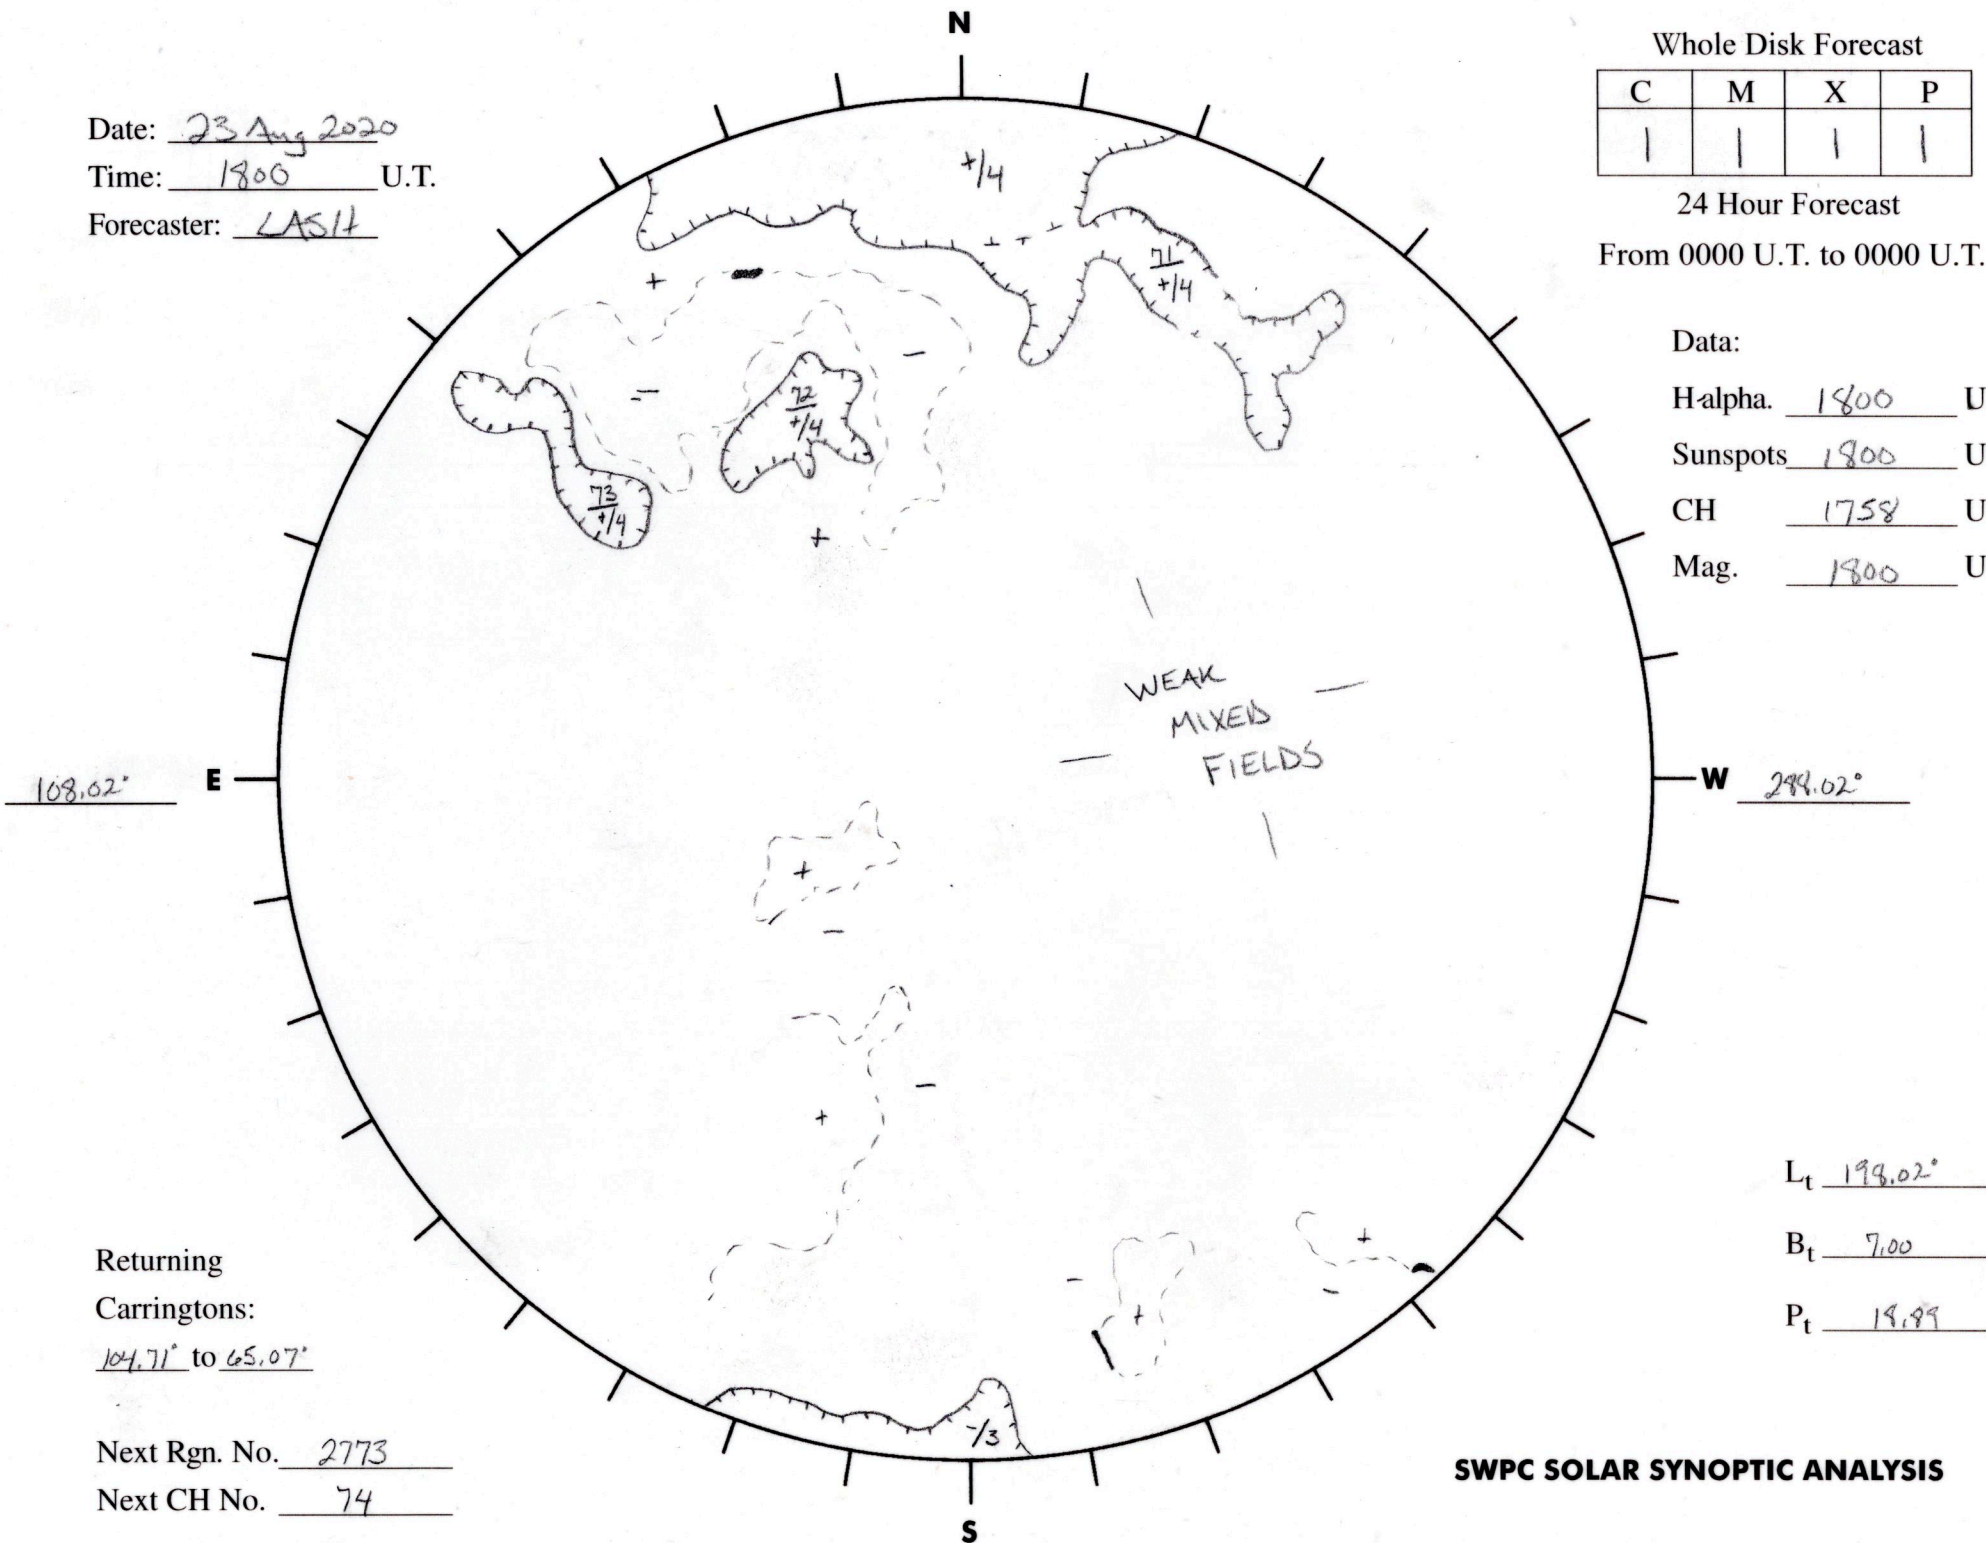 N
Whole Disk Forecast
C M X P
1 1 1 1
24 Hour Forecast
From 0000 U.T. to 0000 U.T.
Date: 23 Aug 2020
Time: 1800 U.T.
Forecaster: LASH
+/4
71
+/4
+
-
-
=
72
+/4
73
+/4
+
Data:
H-alpha. 1800 U
Sunspots 1800 U
CH 1758 U
Mag. 1800 U
WEAK
MIXED
FIELDS
108.02° E
W 288.02°
+
-
-
+
+
-
-
+
-/3
Lt 198.02°
Bt 7.00
Pt 18.89
Returning
Carringtons:
104.71° to 65.07°
Next Rgn. No. 2773
Next CH No. 74
SWPC SOLAR SYNOPTIC ANALYSIS
S